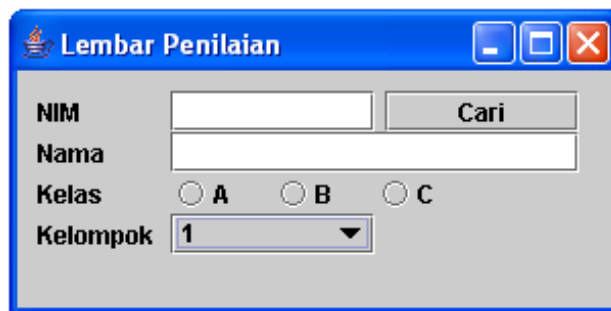 Lembar Penilaian
NIM Cari
Nama
Kelas A B C
Kelompok 1